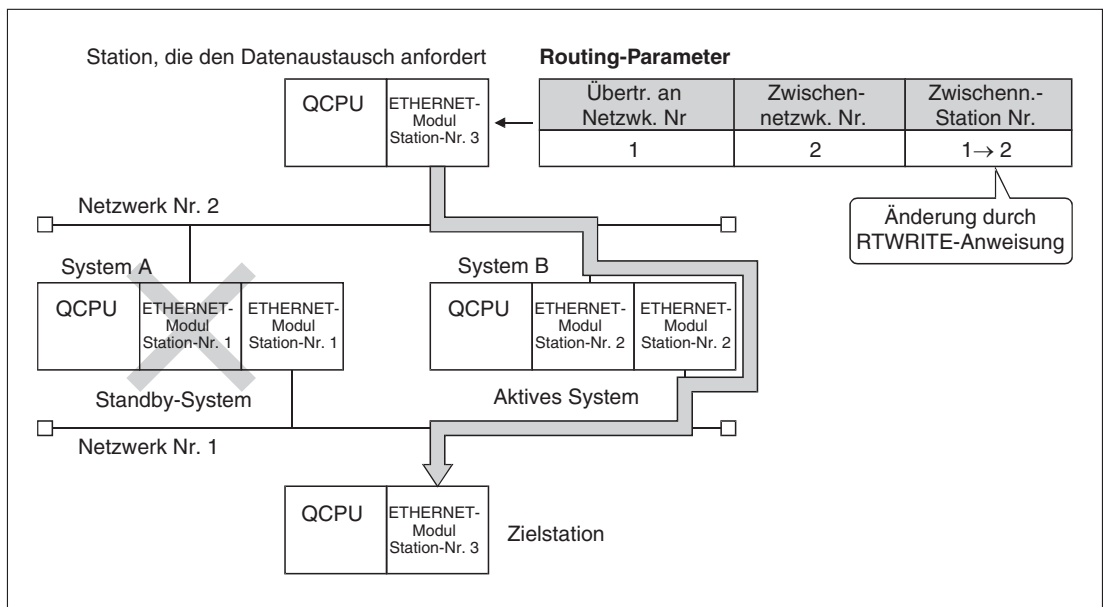 Station, die den Datenaustausch anfordert
Routing-Parameter
QCPU
ETHERNET-
Modul
Station-Nr. 3
Übertr. an
Netzwk. Nr
Zwischen-
netzwk. Nr.
Zwischenn.-
Station Nr.
1
2
1→ 2
Änderung durch
RTWRITE-Anweisung
Netzwerk Nr. 2
System A
QCPU
ETHERNET-
Modul
Station-Nr. 1
ETHERNET-
Modul
Station-Nr. 1
Standby-System
System B
QCPU
ETHERNET-
Modul
Station-Nr. 2
ETHERNET-
Modul
Station-Nr. 2
Aktives System
Netzwerk Nr. 1
QCPU
ETHERNET-
Modul
Station-Nr. 3
Zielstation